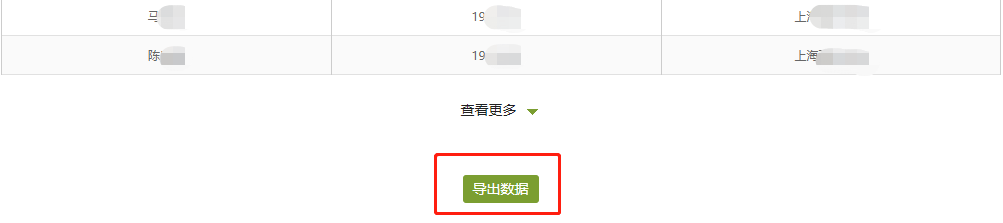 马 19 上海
陈 19 上海
查看更多
导出数据